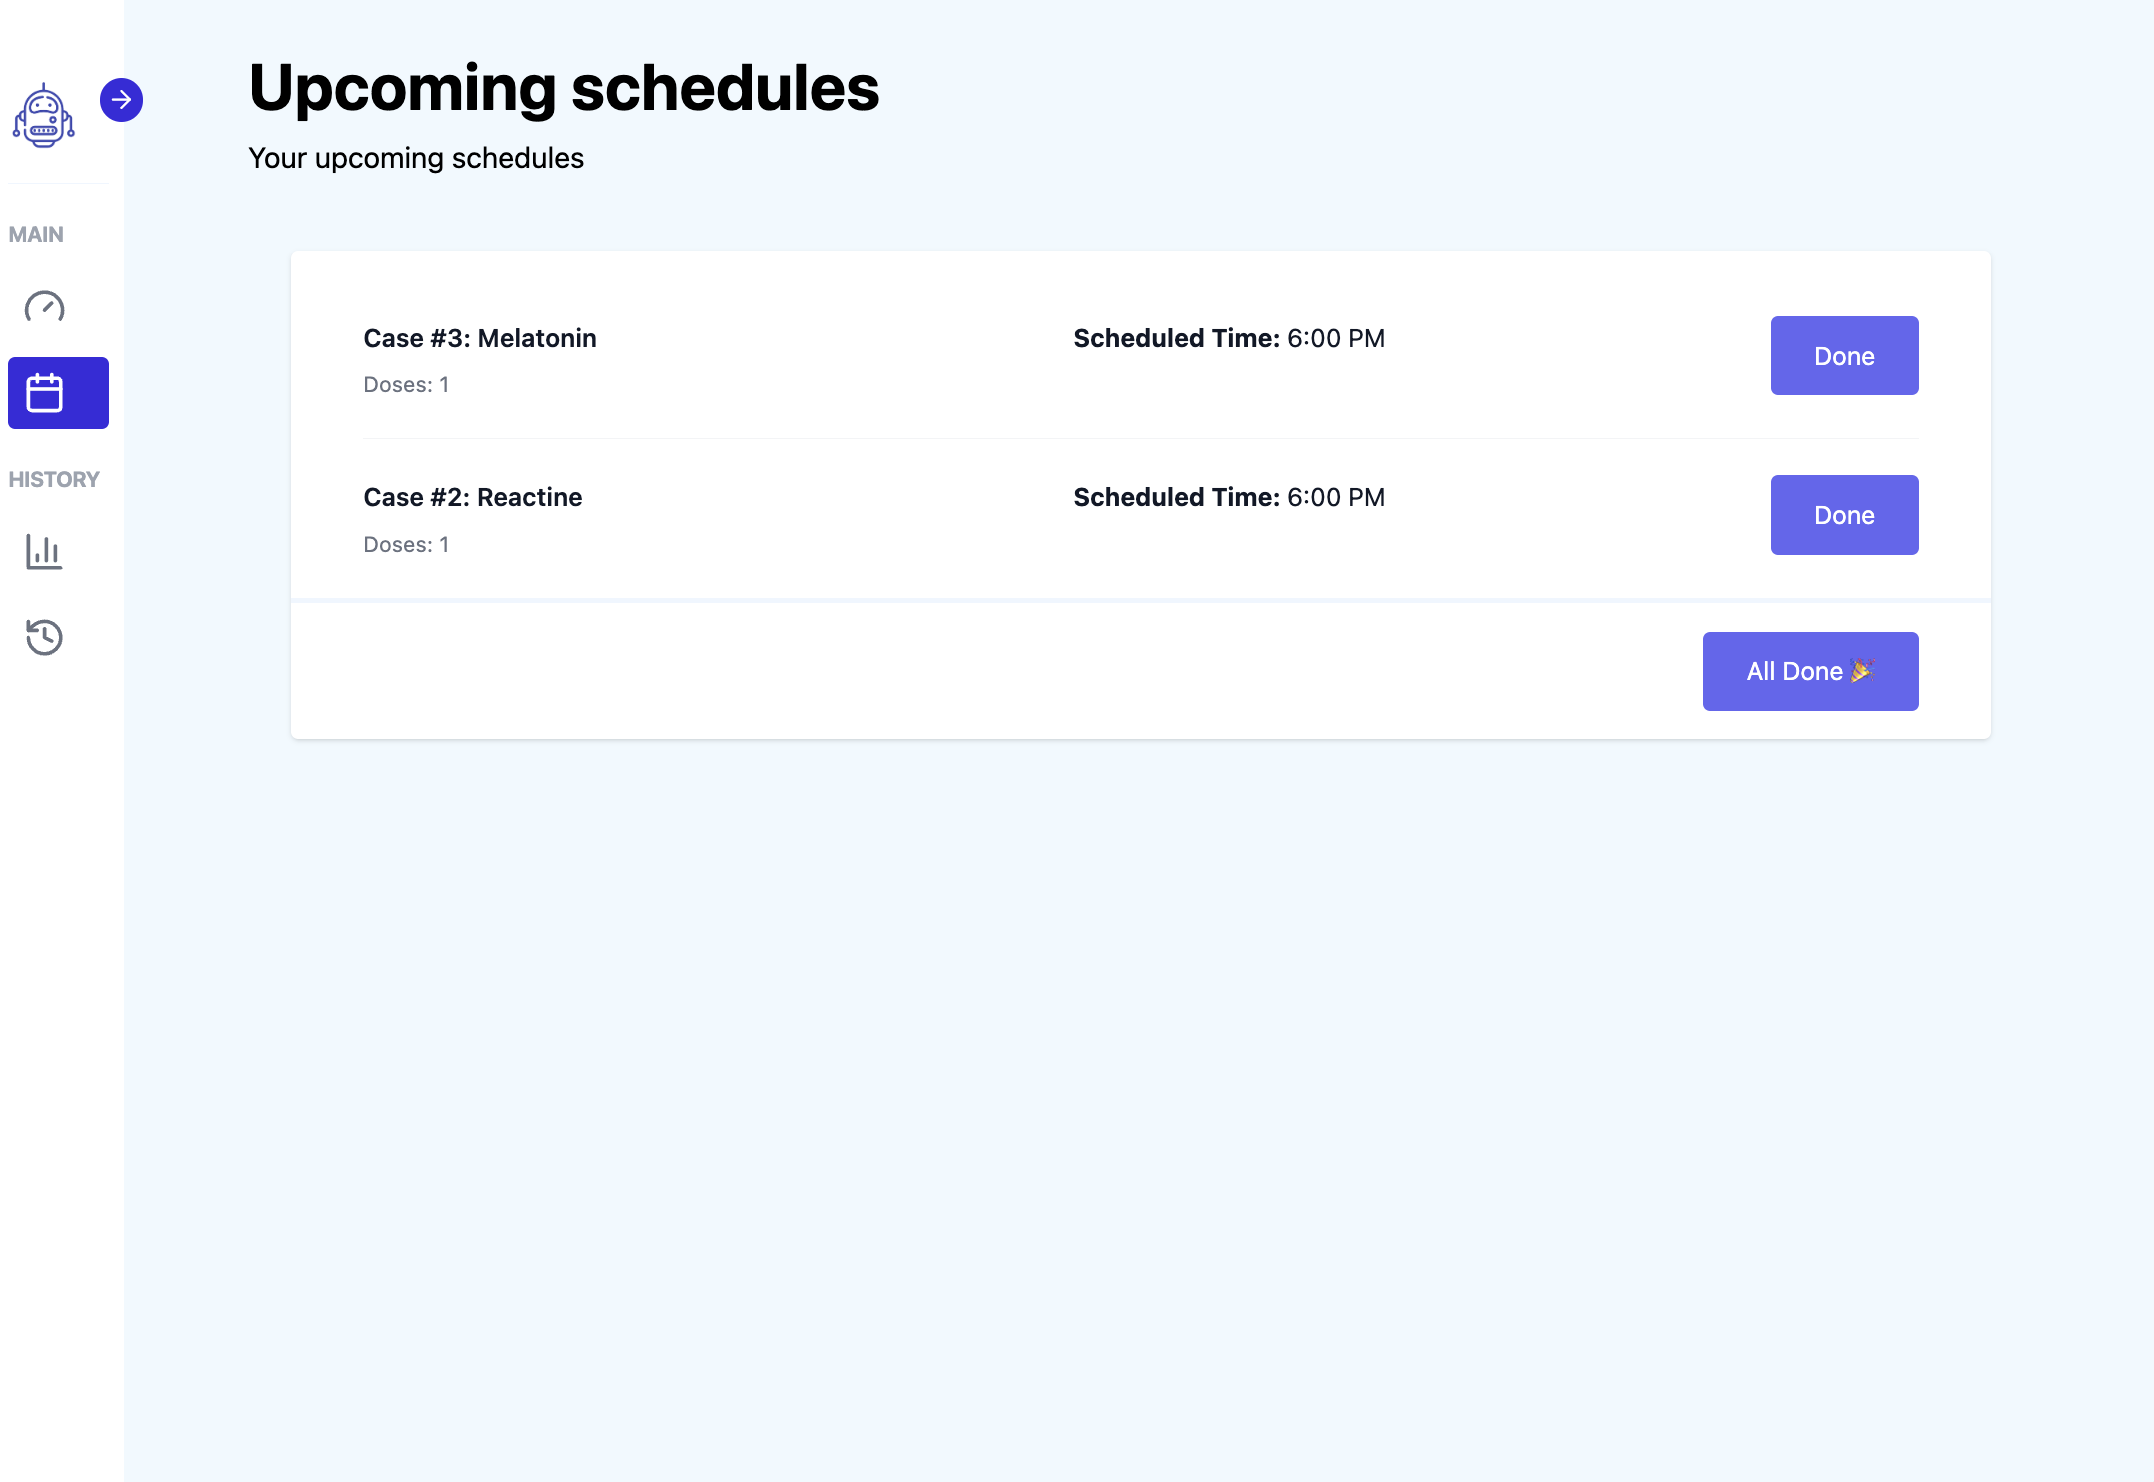 Upcoming schedules
Your upcoming schedules
MAIN
HISTORY
Case #3: Melatonin
Scheduled Time: 6:00 PM
Done
Doses: 1
Case #2: Reactine
Scheduled Time: 6:00 PM
Done
Doses: 1
All Done 🎉